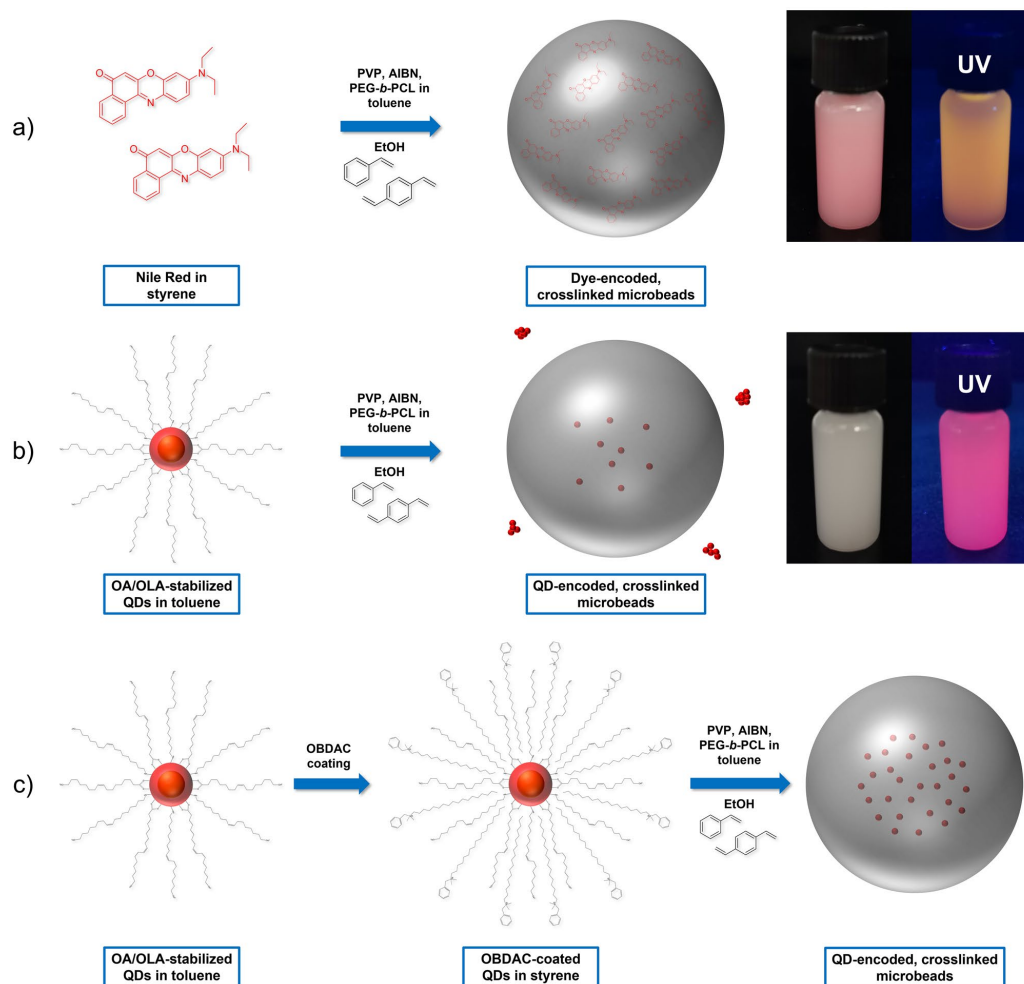 a)
O
O
N
N
PVP, AIBN,
PEG-b-PCL in
toluene
EtOH
UV
O
O
N
N
Nile Red in
styrene
Dye-encoded,
crosslinked microbeads
b)
PVP, AIBN,
PEG-b-PCL in
toluene
EtOH
UV
OA/OLA-stabilized
QDs in toluene
QD-encoded, crosslinked
microbeads
c)
OBDAC
coating
PVP, AIBN,
PEG-b-PCL in
toluene
EtOH
OA/OLA-stabilized
QDs in toluene
OBDAC-coated
QDs in styrene
QD-encoded, crosslinked
microbeads